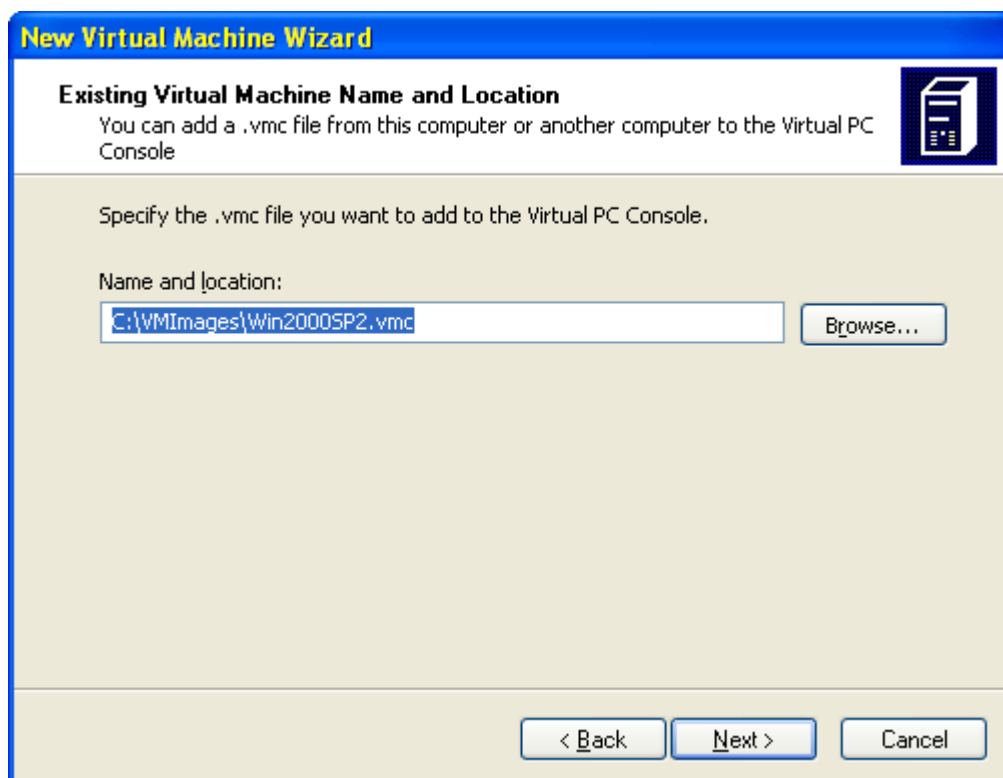 New Virtual Machine Wizard
Existing Virtual Machine Name and Location
You can add a .vmc file from this computer or another computer to the Virtual PC
Console
Specify the .vmc file you want to add to the Virtual PC Console.
Name and location:
C:\VMImages\Win2000SP2.vmc
Browse...
< Back
Next >
Cancel